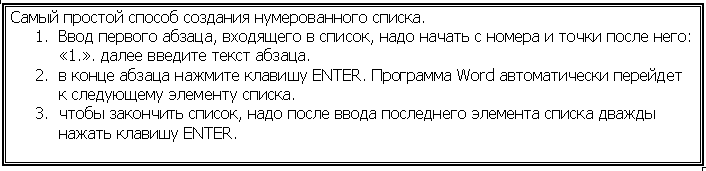 Самый простой способ создания нумерованного списка.
1. Ввод первого абзаца, входящего в список, надо начать с номера и точки после него:
«1.». далее введите текст абзаца.
2. в конце абзаца нажмите клавишу ENTER. Программа Word автоматически перейдет
к следующему элементу списка.
3. чтобы закончить список, надо после ввода последнего элемента списка дважды
нажать клавишу ENTER.